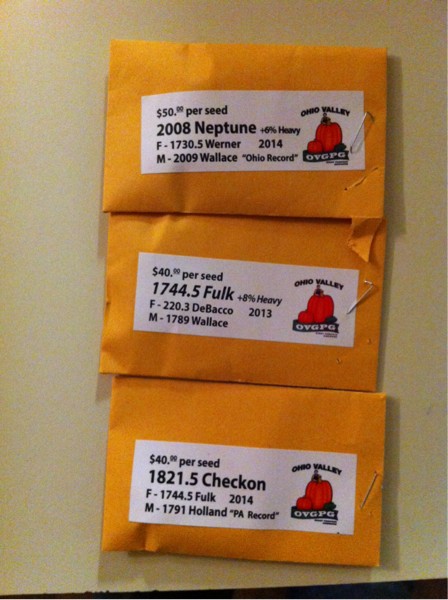 $50.00 per seed
2008 Neptune +6% Heavy
F - 1730.5 Werner 2014
M - 2009 Wallace "Ohio Record"
OHIO VALLEY
OVGPG
$40.00 per seed
1744.5 Fulk +8% Heavy
F - 220.3 DeBacco 2013
M - 1789 Wallace
OHIO VALLEY
OVGPG
$40.00 per seed
1821.5 Checkon
F - 1744.5 Fulk 2014
M - 1791 Holland "PA Record"
OHIO VALLEY
OVGPG